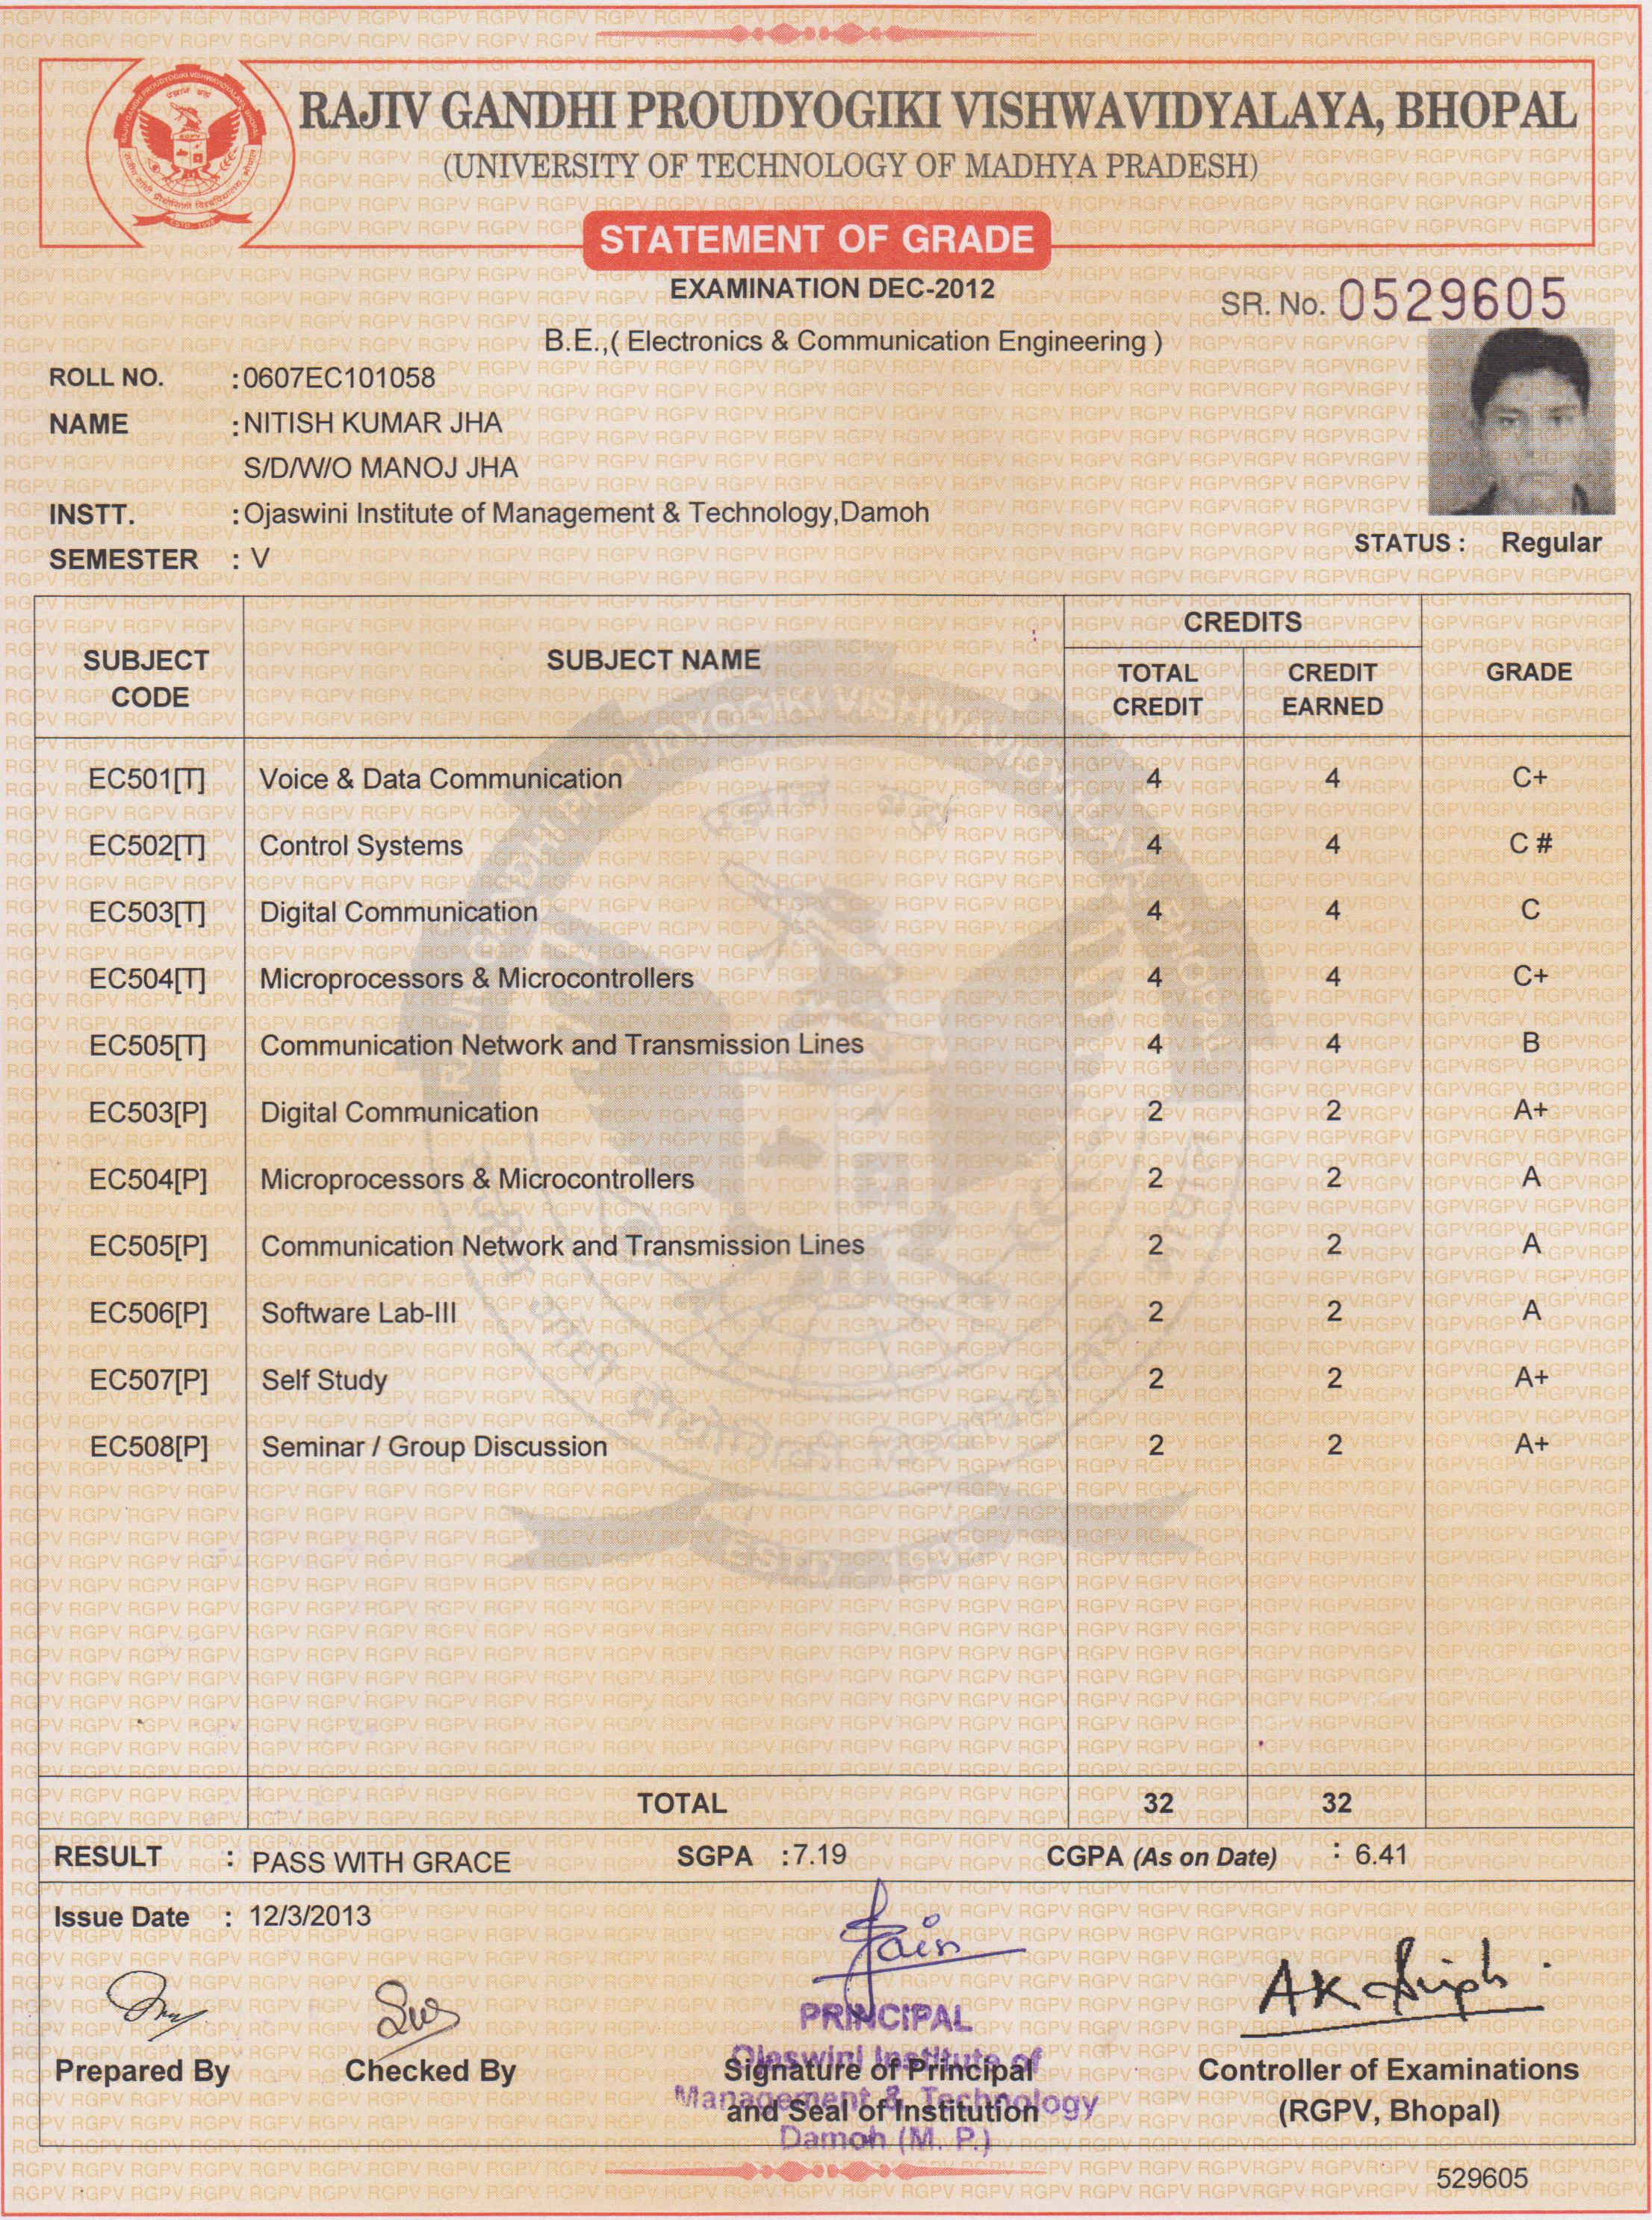 RAJIV GANDHI PROUDYOGIKI VISHWAVIDYALAYA, BHOPAL
(UNIVERSITY OF TECHNOLOGY OF MADHYA PRADESH)
STATEMENT OF GRADE
EXAMINATION DEC-2012
SR. No. 0529605
B.E.,( Electronics & Communication Engineering )
ROLL NO. :0607EC101058
NAME :NITISH KUMAR JHA
S/D/W/O MANOJ JHA
INSTT. :Ojaswini Institute of Management & Technology,Damoh
STATUS : Regular
SEMESTER : V
SUBJECT CODE SUBJECT NAME CREDITS GRADE
TOTAL CREDIT CREDIT EARNED
EC501[T] Voice & Data Communication 4 4 C+
EC502[T] Control Systems 4 4 C #
EC503[T] Digital Communication 4 4 C
EC504[T] Microprocessors & Microcontrollers 4 4 C+
EC505[T] Communication Network and Transmission Lines 4 4 B
EC503[P] Digital Communication 2 2 A+
EC504[P] Microprocessors & Microcontrollers 2 2 A
EC505[P] Communication Network and Transmission Lines 2 2 A
EC506[P] Software Lab-III 2 2 A
EC507[P] Self Study 2 2 A+
EC508[P] Seminar / Group Discussion 2 2 A+
TOTAL 32 32
RESULT : PASS WITH GRACE SGPA :7.19 CGPA (As on Date) : 6.41
Issue Date : 12/3/2013
PRINCIPAL
Ojaswini Institute of
Management & Technology
Damoh (M. P.)
Prepared By Checked By Signature of Principal Controller of Examinations
and Seal of Institution (RGPV, Bhopal)
529605